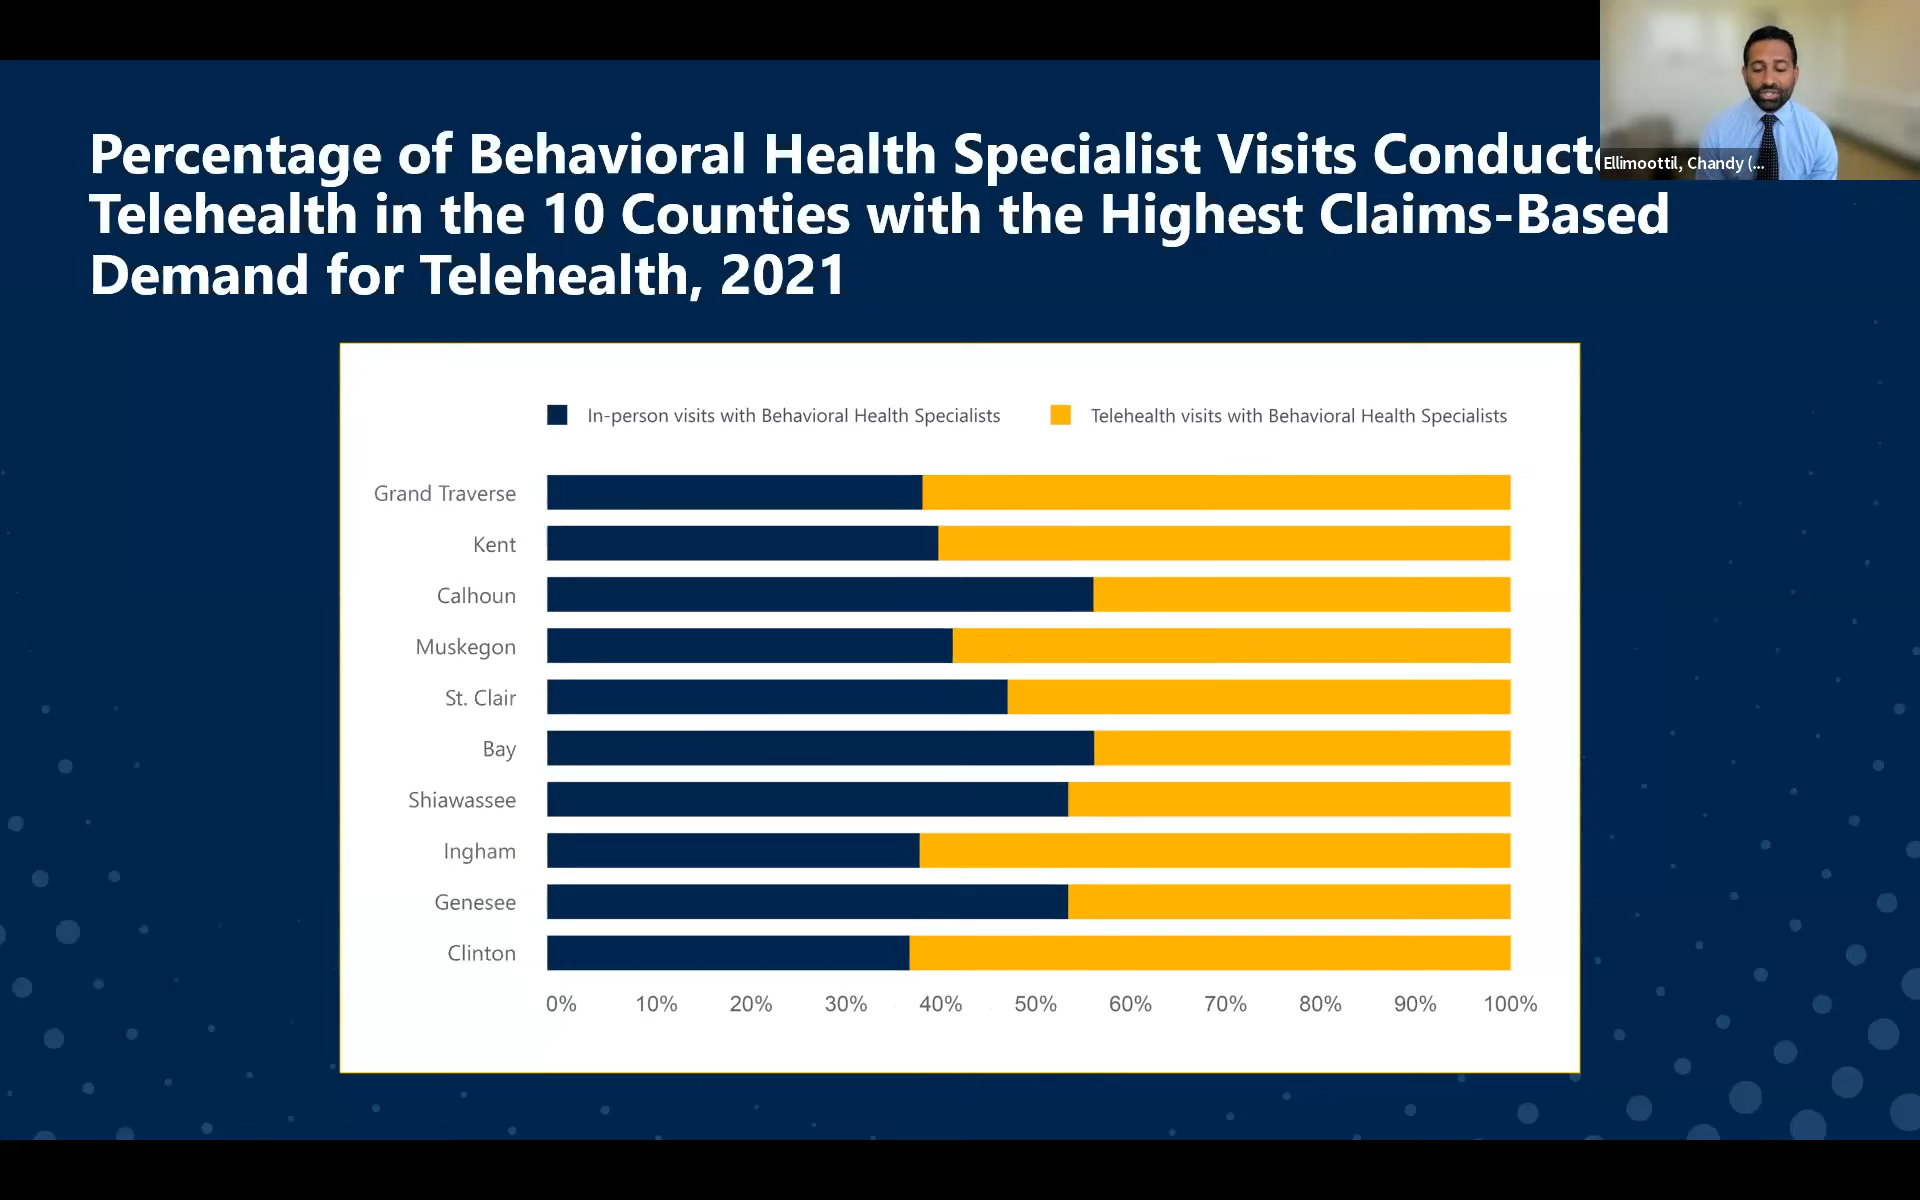 Percentage of Behavioral Health Specialist Visits
Telehealth in the 10 Counties with the Highest Claims-Based
Demand for Telehealth, 2021
Ellimoottil, Chandy (...
In-person visits with Behavioral Health Specialists
Telehealth visits with Behavioral Health Specialists
Grand Traverse
Kent
Calhoun
Muskegon
St. Clair
Bay
Shiawassee
Ingham
Genesee
Clinton
0% 10% 20% 30% 40% 50% 60% 70% 80% 90% 100%